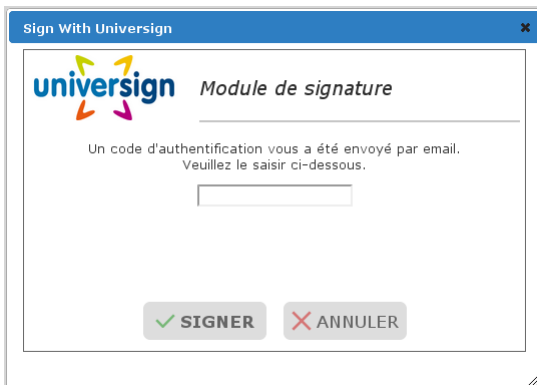 Sign With Universign
universign
Module de signature
Un code d'authentification vous a été envoyé par email.
Veuillez le saisir ci-dessous.
SIGNER
ANNULER